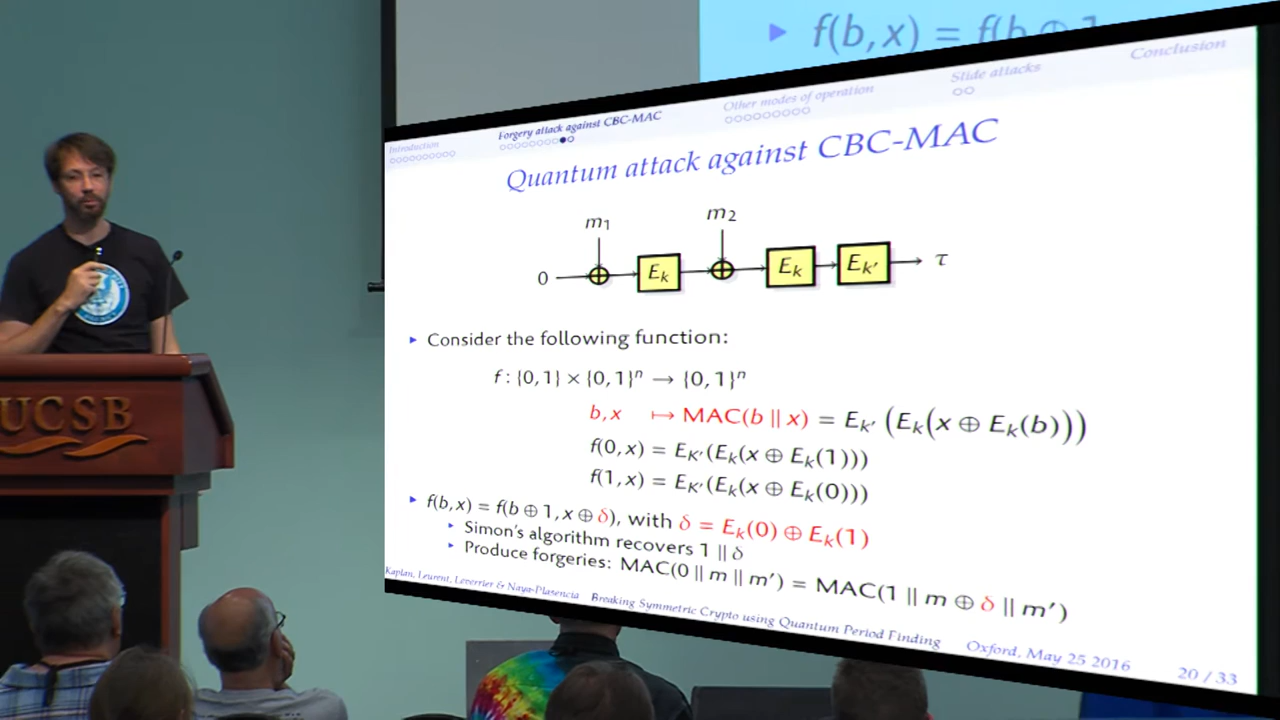 f(b, x) = f(b ⊕ 1
Introduction
Forgery attack against CBC-MAC
Other modes of operation
Slide attacks
Conclusion
Quantum attack against CBC-MAC
m₁
m₂
0
Eₖ
Eₖ
Eₖ′
τ
Consider the following function:
f : {0, 1} × {0, 1}ⁿ → {0, 1}ⁿ
b, x ↦ MAC(b || x) = Eₖ′ (Eₖ(x ⊕ Eₖ(b)))
f(0, x) = E_K′(Eₖ(x ⊕ Eₖ(1)))
f(1, x) = E_K′(Eₖ(x ⊕ Eₖ(0)))
f(b, x) = f(b ⊕ 1, x ⊕ δ), with δ = Eₖ(0) ⊕ Eₖ(1)
Simon's algorithm recovers 1 || δ
Produce forgeries: MAC(0 || m || m′) = MAC(1 || m ⊕ δ || m′)
Kaplan, Leurent, Leverrier & Naya-Plasencia
Breaking Symmetric Crypto using Quantum Period Finding
Oxford, May 25 2016
20 / 33
UCSB